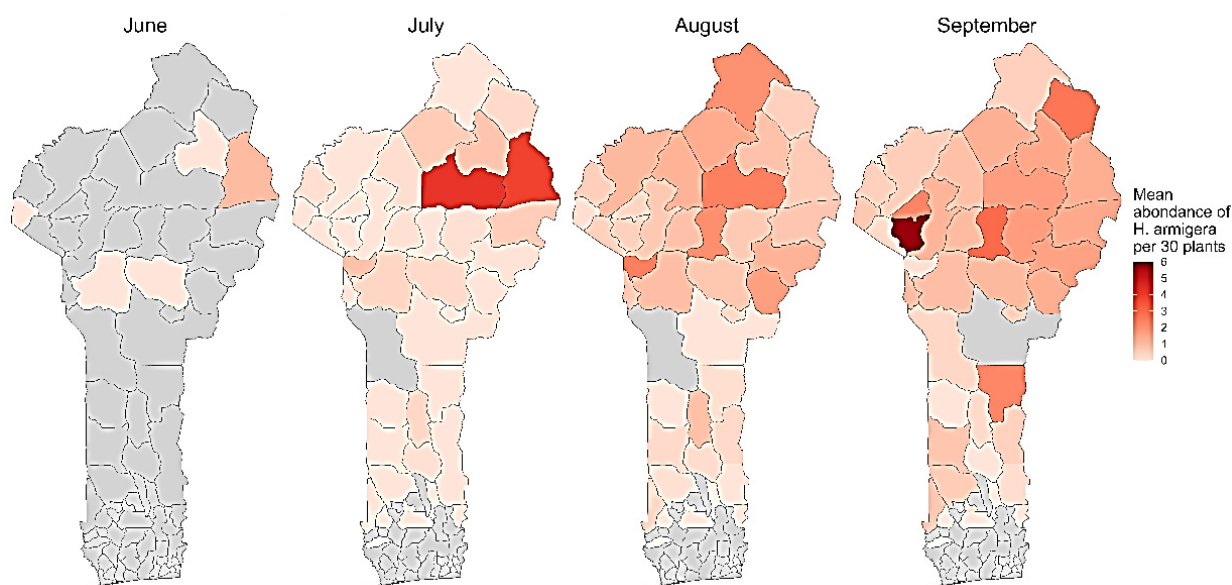 June
July
August
September
Mean
abondance of
H. armigera
per 30 plants
6
5
4
3
2
1
0